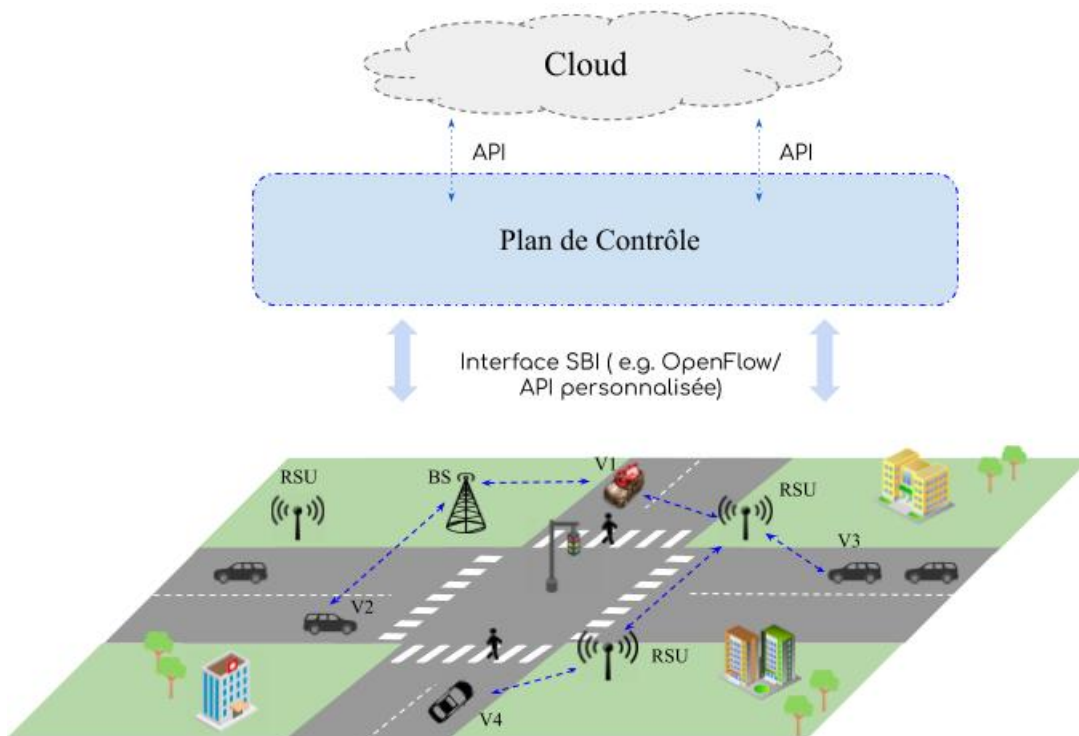 Cloud
API
API
Plan de Contrôle
Interface SBI ( e.g. OpenFlow/
API personnalisée)
V1
RSU
BS
RSU
V3
V2
RSU
V4